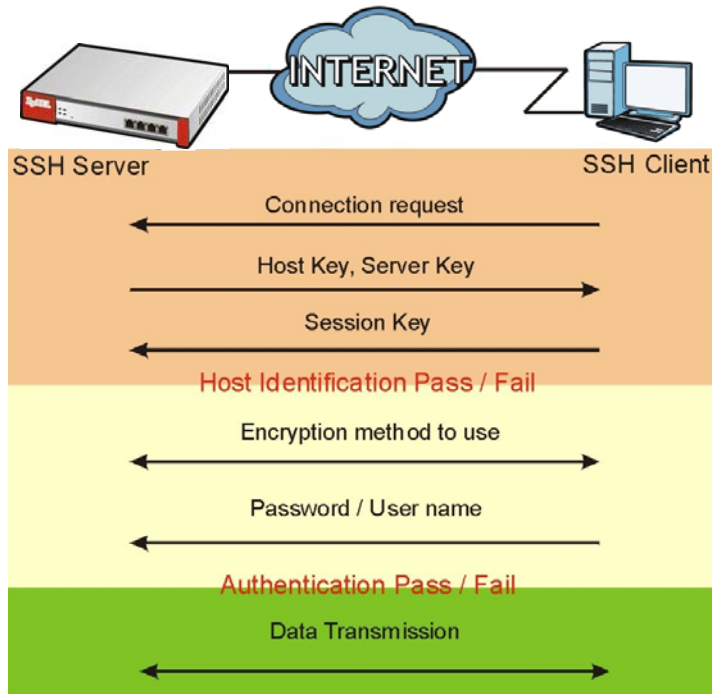 ZyXEL
INTERNET
SSH Server
SSH Client
Connection request
Host Key, Server Key
Session Key
Host Identification Pass / Fail
Encryption method to use
Password / User name
Authentication Pass / Fail
Data Transmission